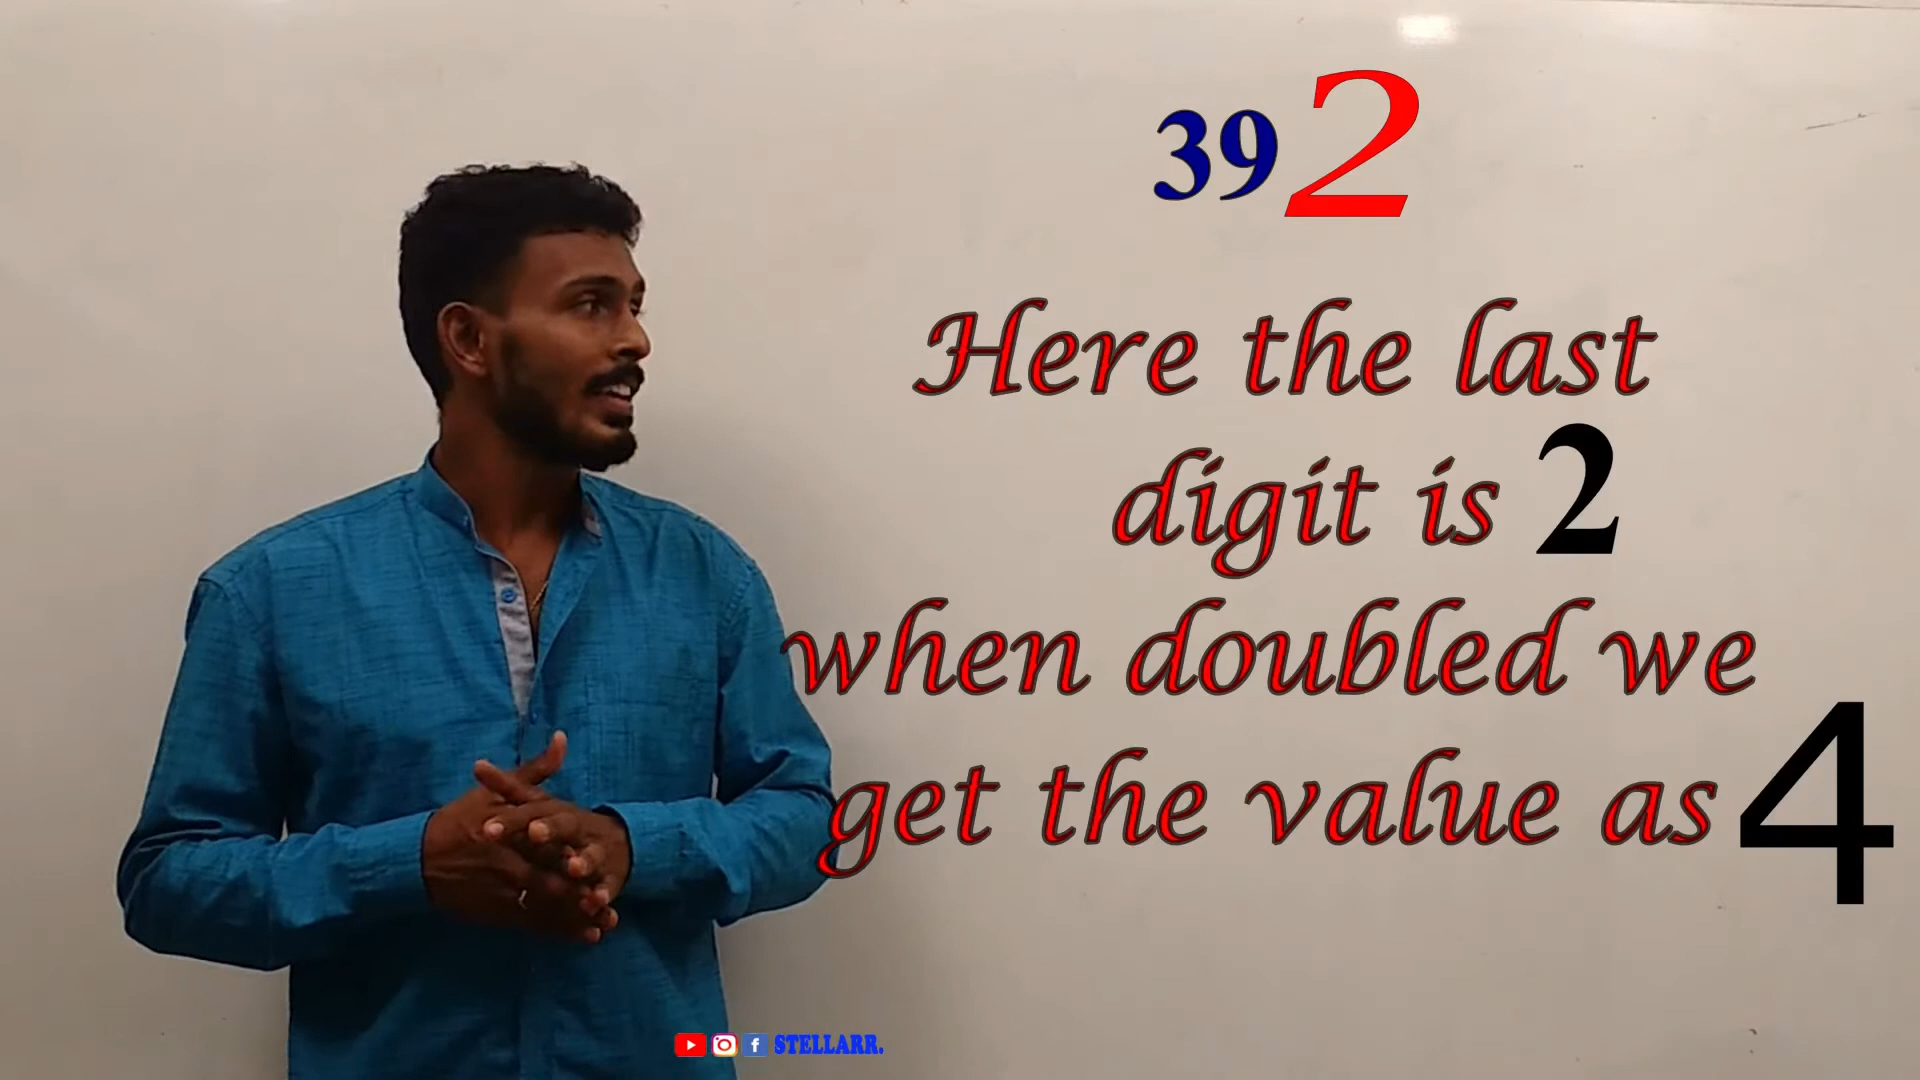 392
Here the last
digit is 2
when doubled we
get the value as 4
STELLARR.